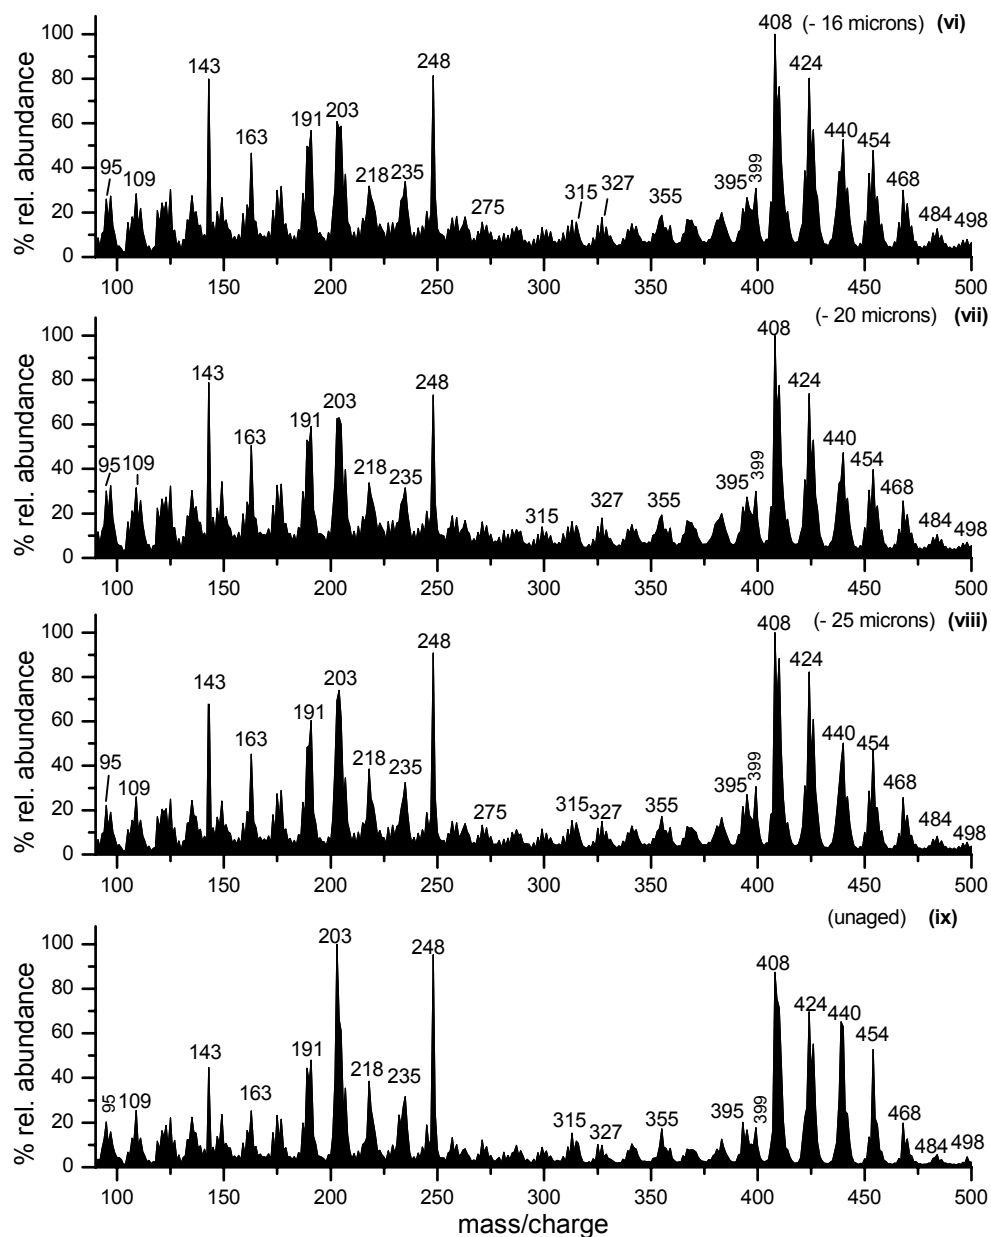 408 (- 16 microns) (vi)
100
143 248 424
80
191 203 440 454
60
163 399
95 109 218 235 315 327 355 395 468
40
275 484 498
20
0
% rel. abundance
100 150 200 250 300 350 400 450 500
(- 20 microns) (vii)
408
100
143 248 424
80
191 203 440
60
163 454
95 109 218 235 395 399 468
40
315 327 355 484 498
20
0
% rel. abundance
100 150 200 250 300 350 400 450 500
(- 25 microns) (viii)
408
100
248 424
143 203
80
191 440 454
60
163 218 235 399
95 109 395 468
40
275 315 327 355 484 498
20
0
% rel. abundance
100 150 200 250 300 350 400 450 500
(unaged) (ix)
203 248
100
408
80
424 440
143 191 454
60
163 218 235
95 109 395 399 468
40
315 327 355 484 498
20
0
% rel. abundance
100 150 200 250 300 350 400 450 500
mass/charge